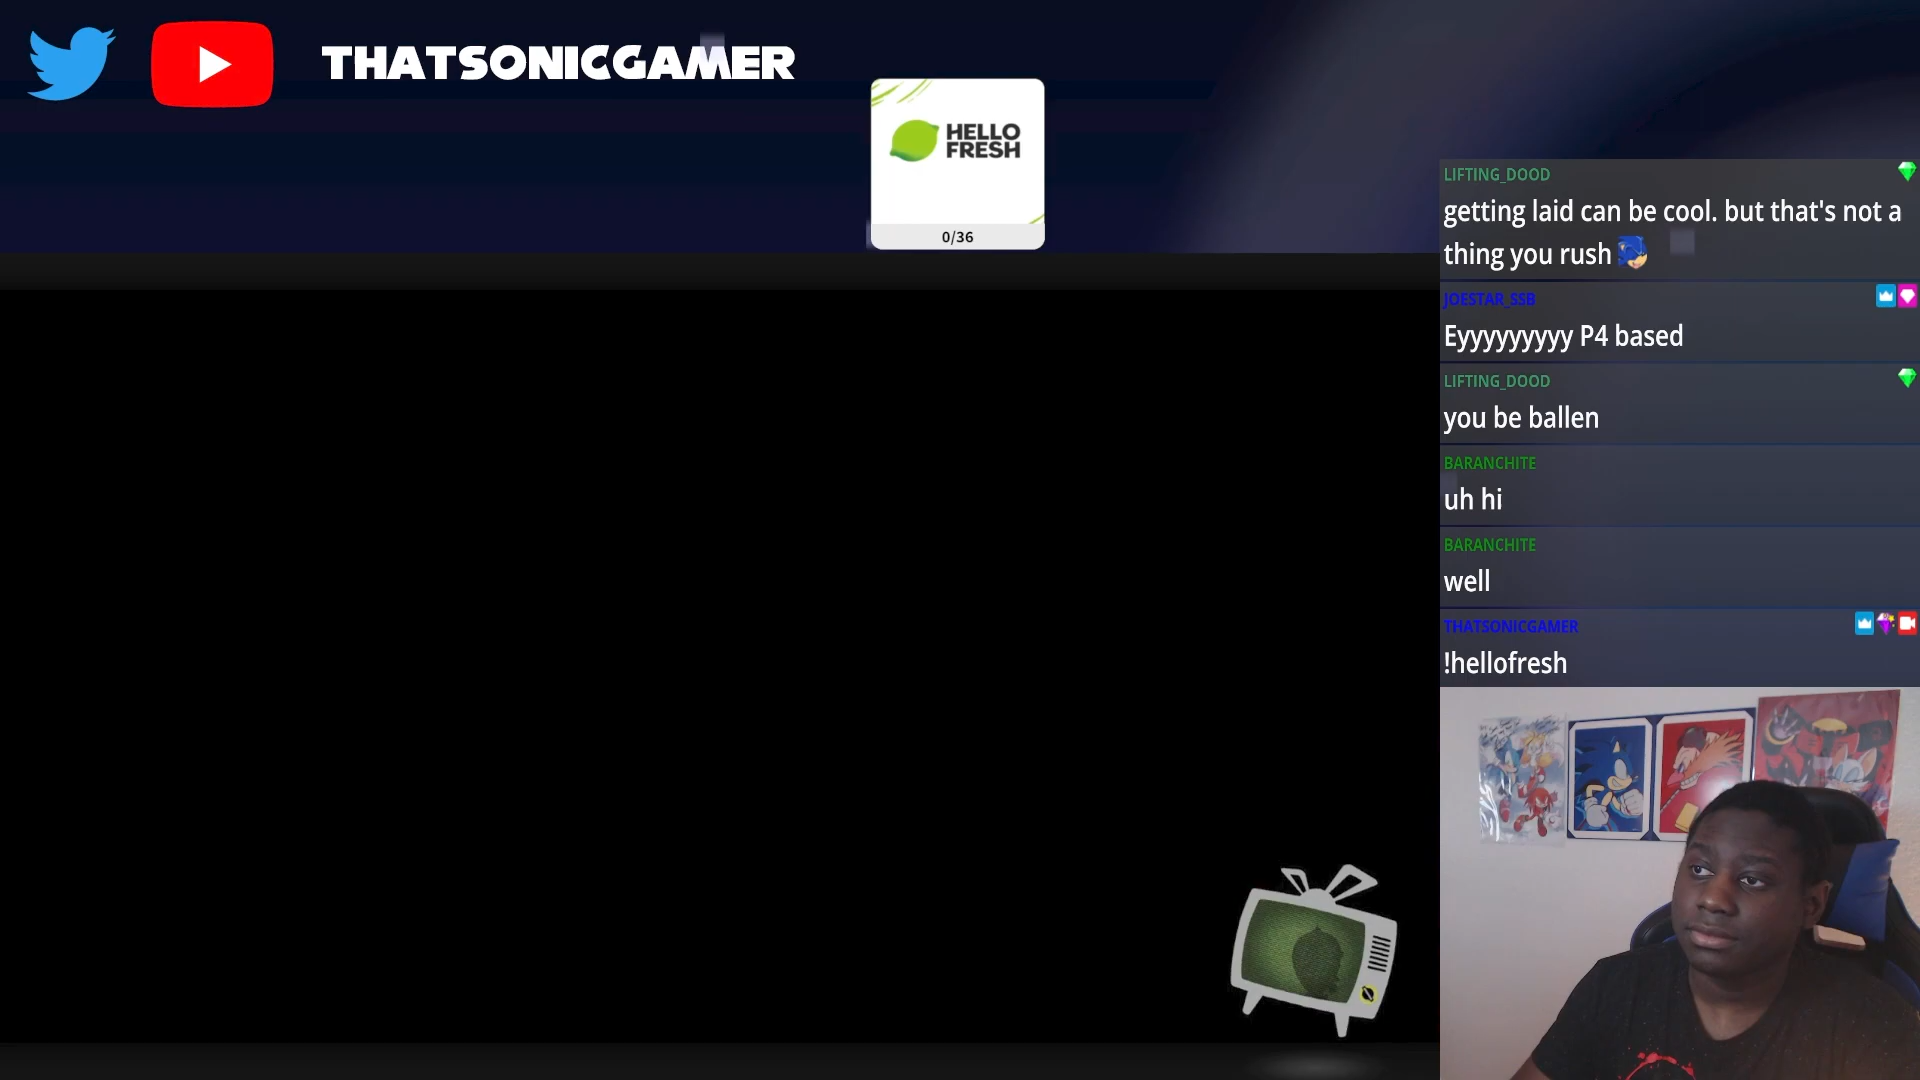 THATSONICGAMER
HELLO
FRESH
0/36
LIFTING_DOOD
getting laid can be cool. but that's not a
thing you rush
JOESTAR_SSB
Eyyyyyyyyy P4 based
LIFTING_DOOD
you be ballen
BARANCHITE
uh hi
BARANCHITE
well
THATSONICGAMER
!hellofresh